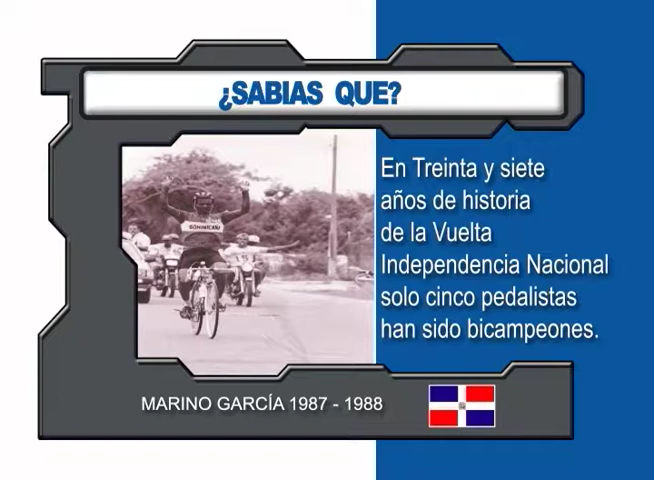 ¿SABIAS QUE?
En Treinta y siete
años de historia
de la Vuelta
Independencia Nacional
solo cinco pedalistas
han sido bicampeones.
DOMINICANA
MARINO GARCÍA 1987 - 1988